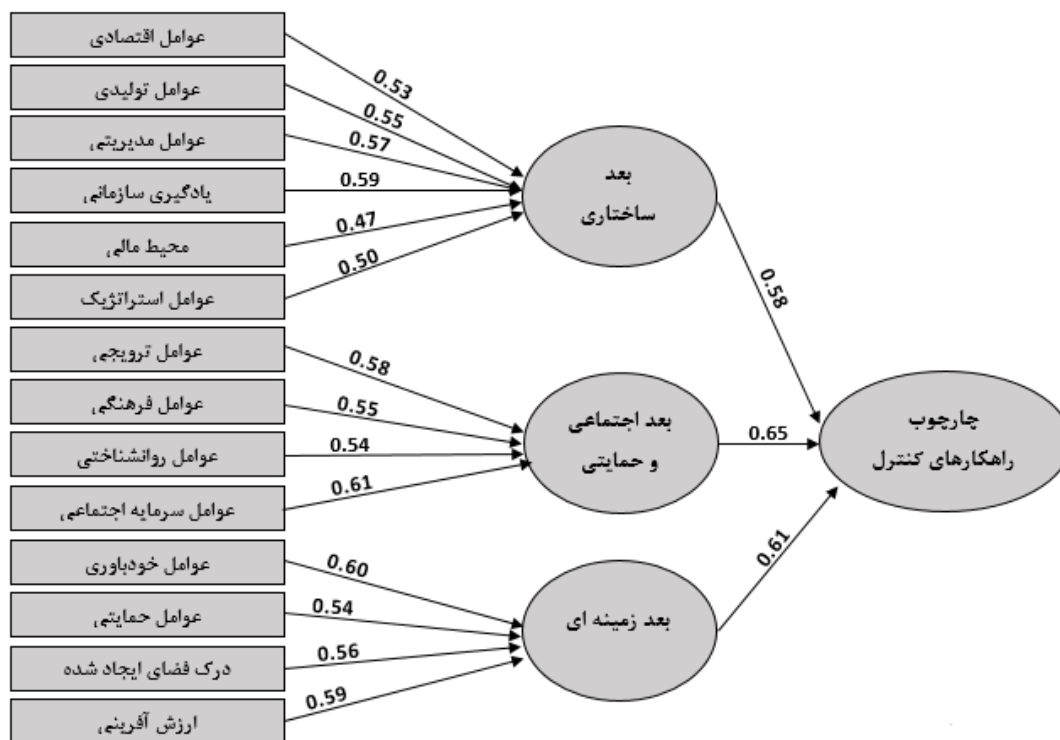 عوامل اقتصادی
عوامل تولیدی
عوامل مدیریتی
یادگیری سازمانی
محیط مالی
عوامل استراتژیک
عوامل ترویجی
عوامل فرهنگی
عوامل روانشناختی
عوامل سرمایه اجتماعی
عوامل خودباوری
عوامل حمایتی
درک فضای ایجاد شده
ارزش آفرینی
0.53
0.55
0.57
0.59
0.47
0.50
0.58
0.55
0.54
0.61
0.60
0.54
0.56
0.59
بعد
ساختاری
بعد اجتماعی
و حمایتی
بعد زمینه ای
0.58
0.65
0.61
چارچوب
راهکارهای کنترل